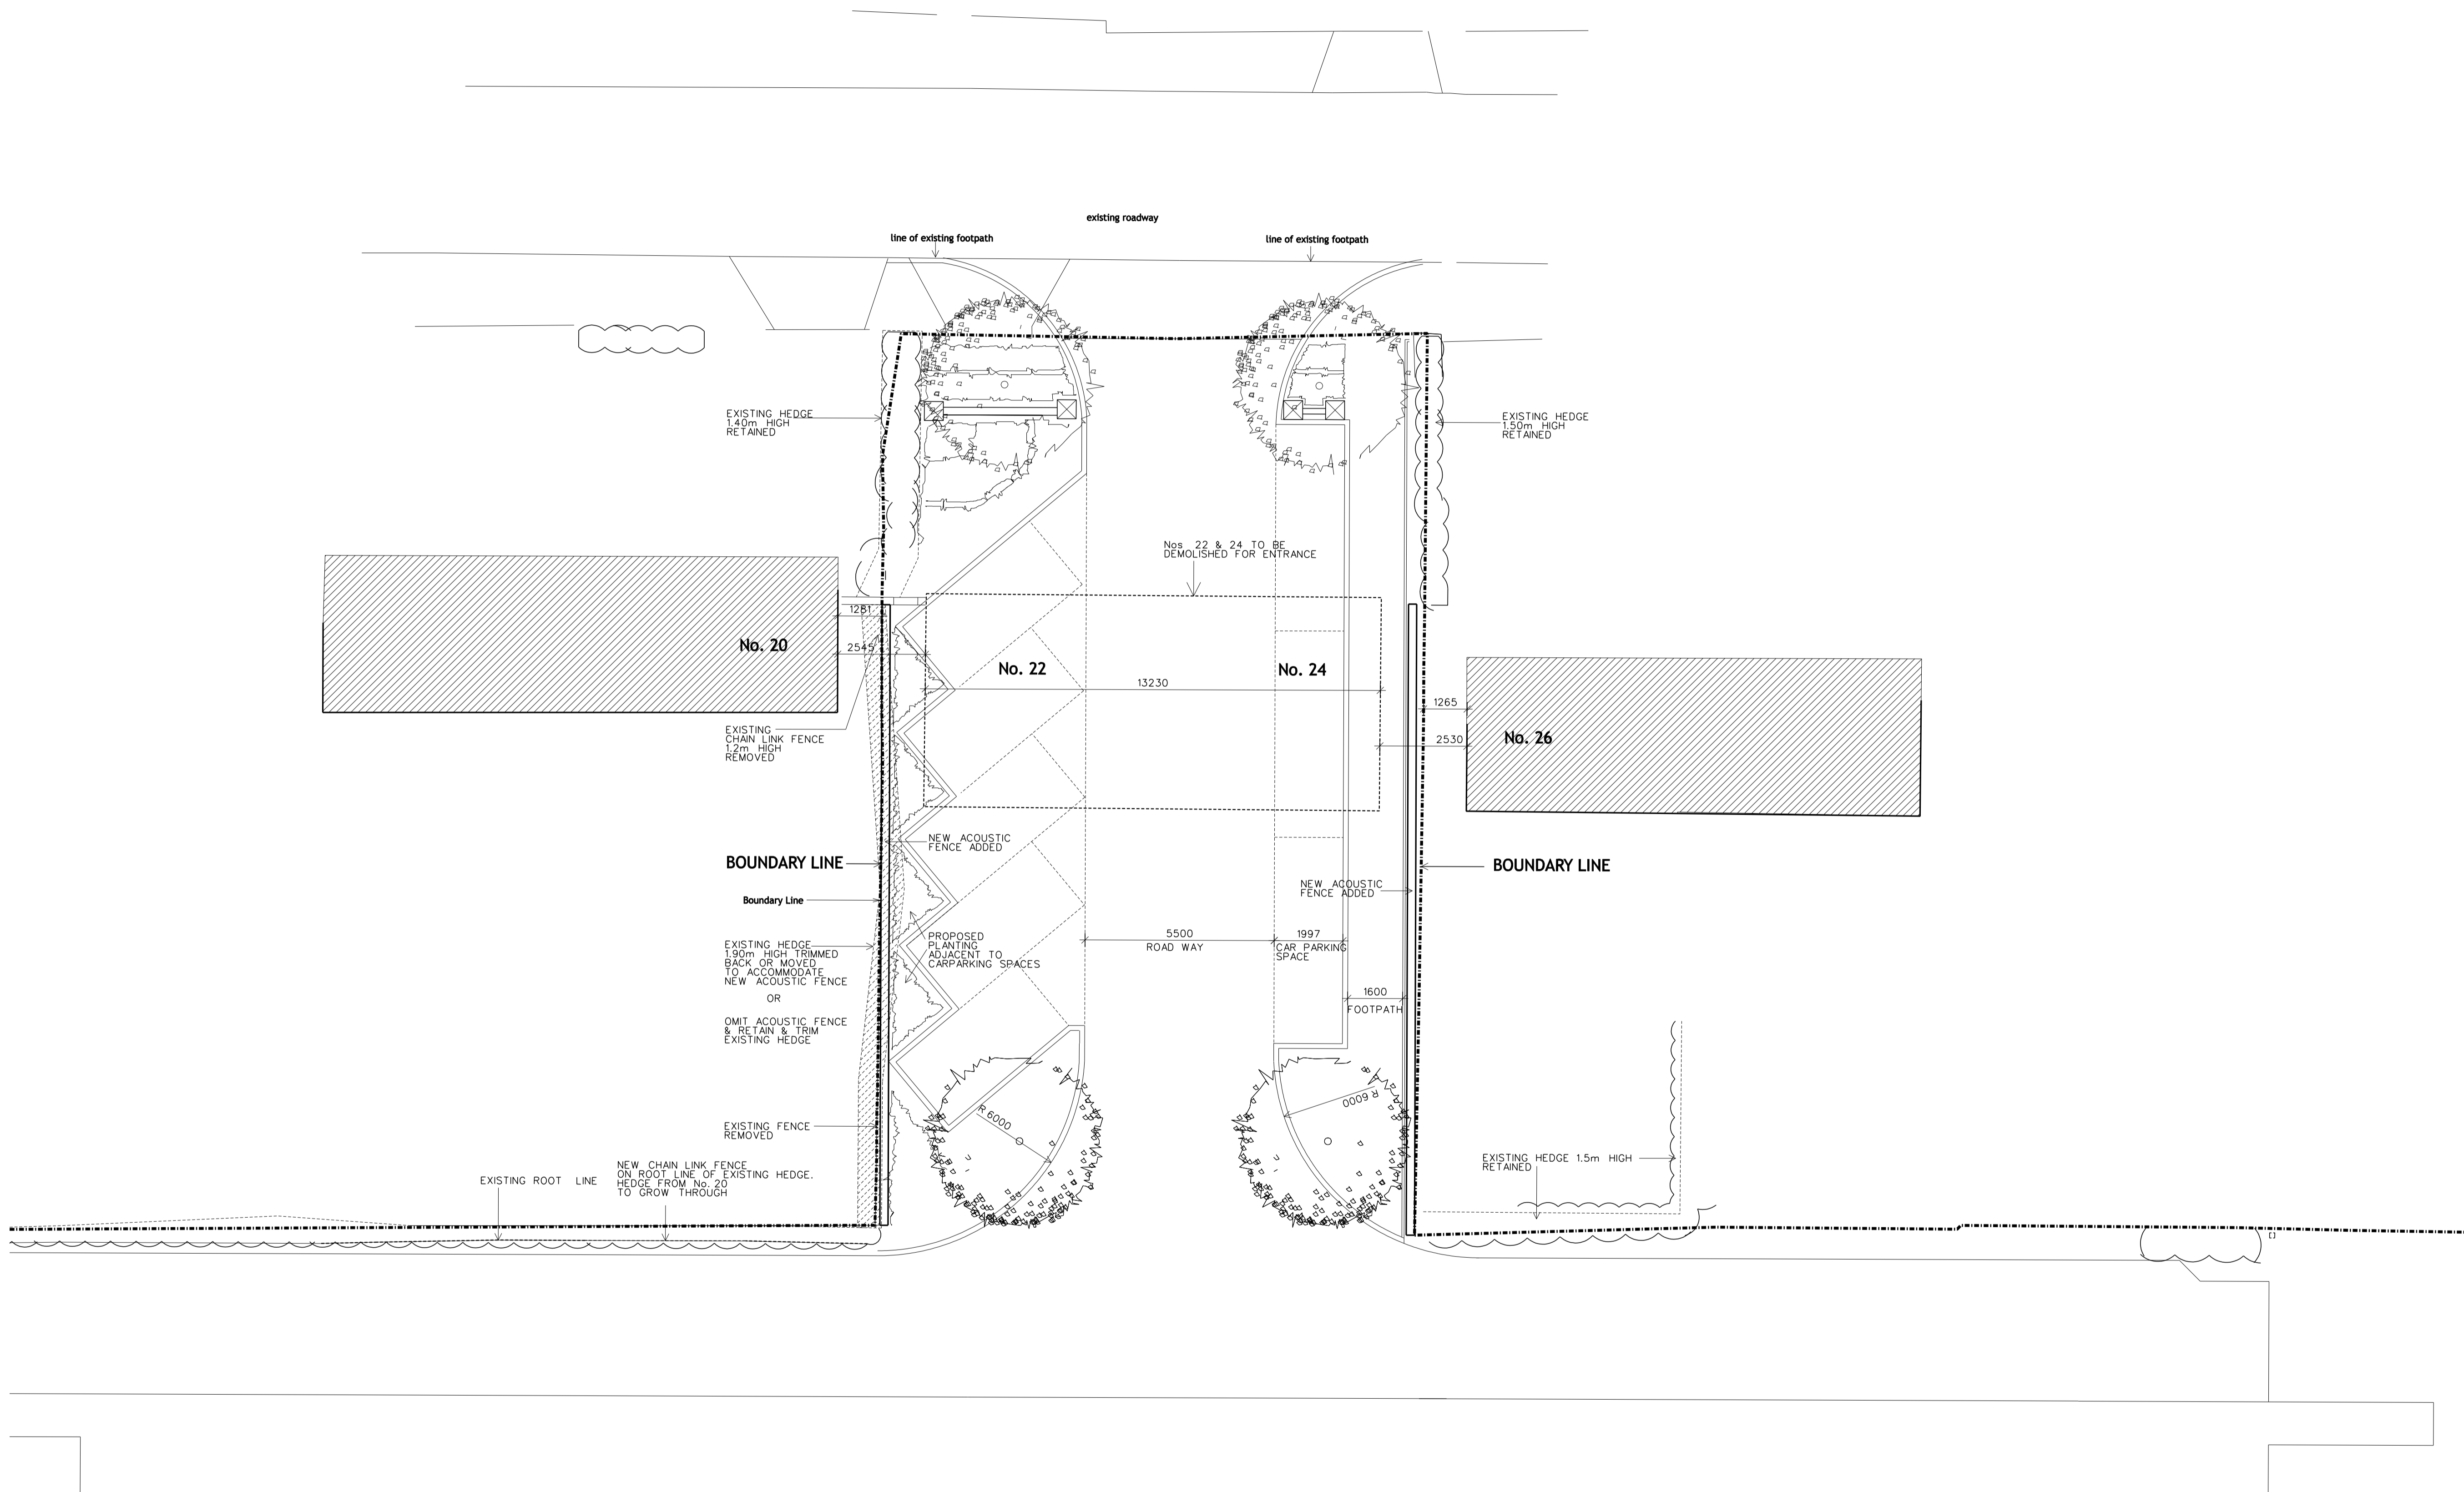 existing roadway
line of existing footpath
line of existing footpath
EXISTING HEDGE
1.40m HIGH
RETAINED
EXISTING HEDGE
1.50m HIGH
RETAINED
Nos 22 & 24 TO BE
DEMOLISHED FOR ENTRANCE
1281
No. 20
2545
No. 22
No. 24
13230
1265
2530
No. 26
EXISTING
CHAIN LINK FENCE
1.2m HIGH
REMOVED
NEW ACOUSTIC
FENCE ADDED
BOUNDARY LINE
BOUNDARY LINE
NEW ACOUSTIC
FENCE ADDED
Boundary Line
EXISTING HEDGE
1.90m HIGH TRIMMED
BACK OR MOVED
TO ACCOMMODATE
NEW ACOUSTIC FENCE
OR
OMIT ACOUSTIC FENCE
& RETAIN & TRIM
EXISTING HEDGE
PROPOSED
PLANTING
ADJACENT TO
CARPARKING SPACES
5500
ROAD WAY
1997
CAR PARKING
SPACE
1600
FOOTPATH
R 6000
R 6000
EXISTING FENCE
REMOVED
NEW CHAIN LINK FENCE
ON ROOT LINE OF EXISTING HEDGE.
HEDGE FROM No. 20
TO GROW THROUGH
EXISTING ROOT LINE
EXISTING HEDGE 1.5m HIGH
RETAINED